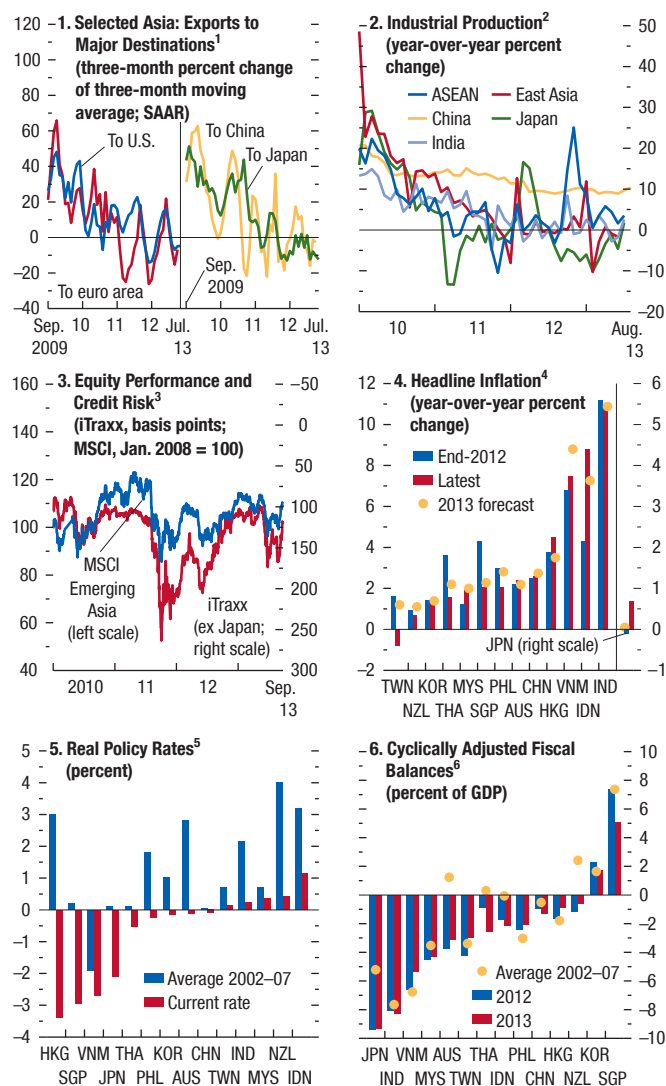 1. Selected Asia: Exports to
Major Destinations1
(three-month percent change
of three-month moving
average; SAAR)
120
100
80
60
40
20
0
–20
–40
To U.S.
To China
To Japan
To euro area
Sep.
2009
Sep.
2009
10
11
12
Jul.
13
10
11
12
Jul.
13
2. Industrial Production2
(year-over-year percent
change)
ASEAN
East Asia
China
Japan
India
50
40
30
20
10
0
–10
–20
10
11
12
Aug.
13
3. Equity Performance and
Credit Risk3
(iTraxx, basis points;
MSCI, Jan. 2008 = 100)
160
140
120
100
80
60
40
–50
0
50
100
150
200
250
300
MSCI
Emerging
Asia
(left scale)
iTraxx
(ex Japan;
right scale)
2010
11
12
Sep.
13
4. Headline Inflation4
(year-over-year percent
change)
End-2012
Latest
2013 forecast
12
10
8
6
4
2
0
–2
6
5
4
3
2
1
0
–1
JPN (right scale)
TWN KOR MYS PHL CHN VNM IND
NZL THA SGP AUS HKG IDN
5. Real Policy Rates5
(percent)
5
4
3
2
1
0
–1
–2
–3
–4
Average 2002–07
Current rate
HKG VNM THA KOR CHN IND NZL
SGP JPN PHL AUS TWN MYS IDN
6. Cyclically Adjusted Fiscal
Balances6
(percent of GDP)
10
8
6
4
2
0
–2
–4
–6
–8
–10
Average 2002–07
2012
2013
JPN VNM AUS THA PHL HKG KOR
IND MYS TWN IDN CHN NZL SGP